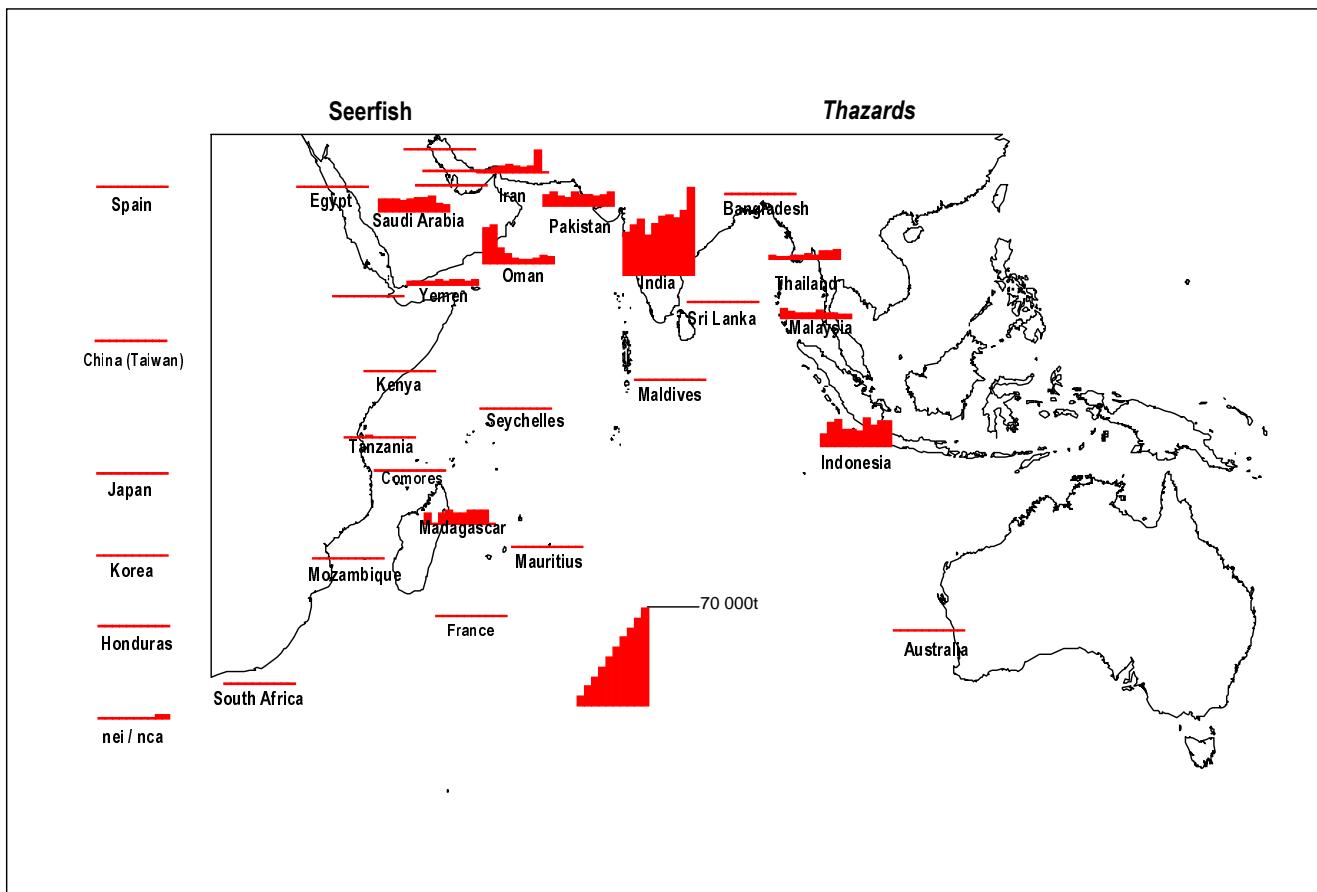 Seerfish
Thazards
Spain
Egypt
Saudi Arabia
Iran
Pakistan
Bangladesh
Oman
India
Thailand
Yemen
Sri Lanka
Malaysia
China (Taiwan)
Kenya
Maldives
Seychelles
Tanzania
Indonesia
Comores
Japan
Madagascar
Mauritius
Korea
Mozambique
70 000t
France
Honduras
Australia
South Africa
nei / nca